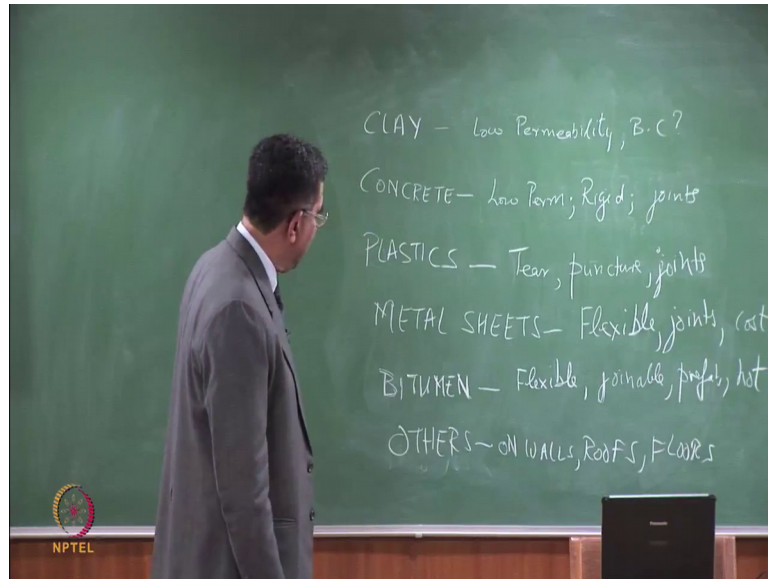 CLAY – Low Permeability, B.C?
CONCRETE – Low Perm; Rigid; joints
PLASTICS – Tear, puncture, joints
METAL SHEETS – Flexible, joints, cost
BITUMEN – Flexible, joinable, prefab, hot
OTHERS – ON WALLS, ROOFS, FLOORS
NPTEL
Panasonic